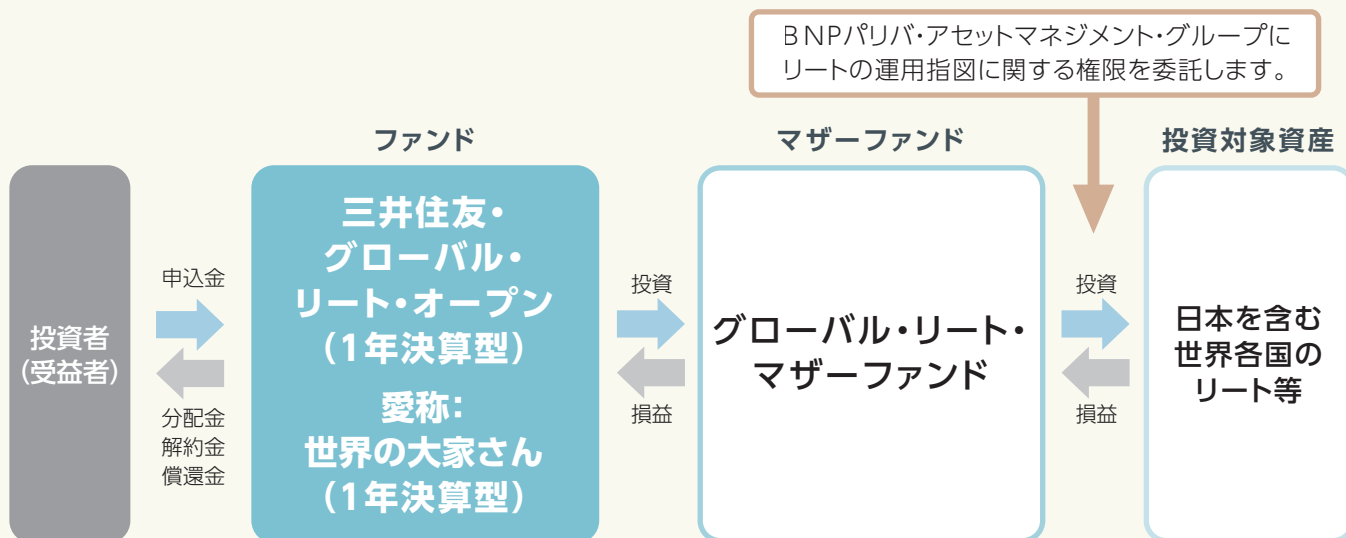 BNPパリバ・アセットマネジメント・グループに
リートの運用指図に関する権限を委託します。
ファンド
マザーファンド
投資対象資産
投資者
(受益者)
申込金
分配金
解約金
償還金
三井住友・
グローバル・
リート・オープン
(1年決算型)
愛称:
世界の大家さん
(1年決算型)
投資
損益
グローバル・リート・
マザーファンド
投資
損益
日本を含む
世界各国の
リート等